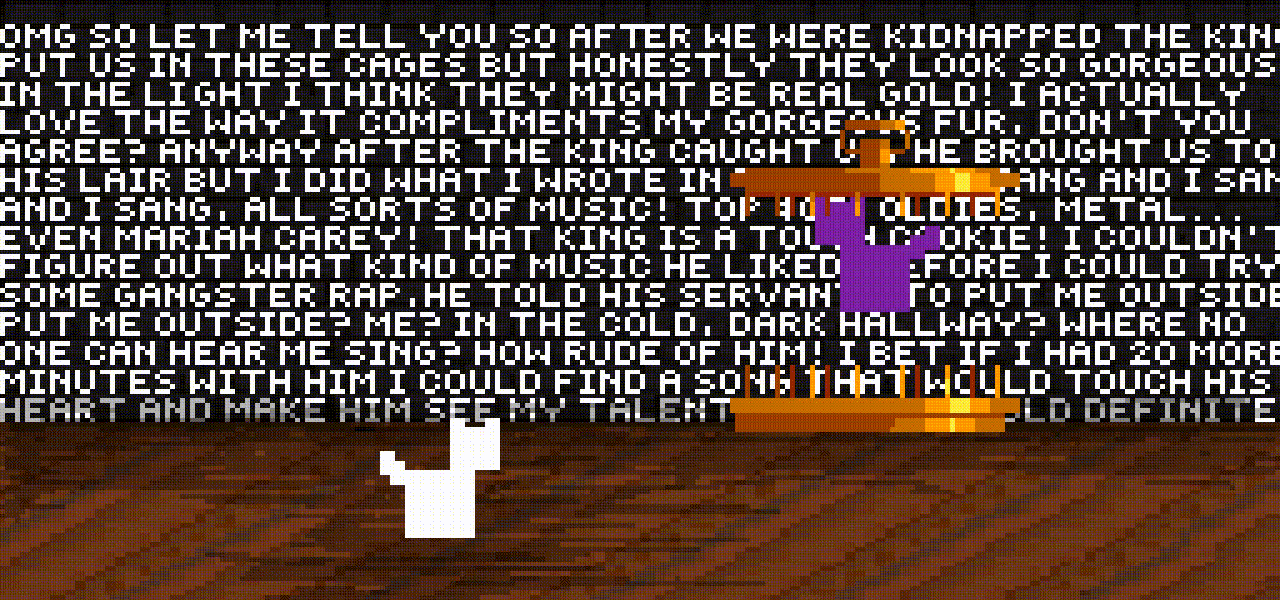 OMG SO LET ME TELL YOU SO AFTER WE WERE KIDNAPPED THE KING
PUT US IN THESE CAGES BUT HONESTLY THEY LOOK SO GORGEOUS
IN THE LIGHT I THINK THEY MIGHT BE REAL GOLD! I ACTUALLY
LOVE THE WAY IT COMPLIMENTS MY GORGEOUS FUR. DON'T YOU
AGREE? ANYWAY AFTER THE KING CAUGHT HE BROUGHT US TO
HIS LAIR BUT I DID WHAT I WROTE IN AND I SAN
AND I SANG. ALL SORTS OF MUSIC! OLDIES. METAL...
EVEN MARIAH CAREY! THAT KING IS A TOUGH COOKIE! I COULDN'T
FIGURE OUT WHAT KIND OF MUSIC HE LIKED BEFORE I COULD TRY
SOME GANGSTER RAP.HE TOLD HIS SERVANT TO PUT ME OUTSIDE
PUT ME OUTSIDE? ME? IN THE COLD. DARK HALLWAY? WHERE NO
ONE CAN HEAR ME SING? HOW RUDE OF HIM! I BET IF I HAD 20 MORE
MINUTES WITH HIM I COULD FIND A SONG THAT WOULD TOUCH HIS
HEART AND MAKE HIM SEE MY TALENT DEFINITE